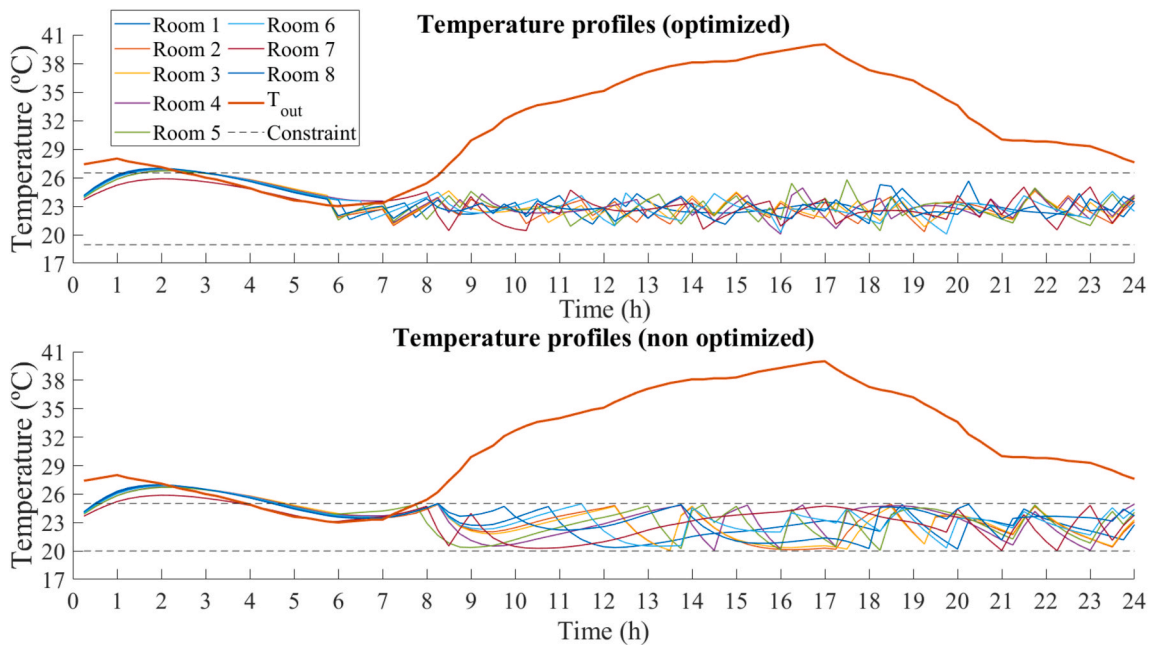 Temperature profiles (optimized)
Room 1 Room 6
Room 2 Room 7
Room 3 Room 8
Room 4 T_out
Room 5 Constraint
Temperature (ºC)
41
38
35
32
29
26
23
20
17
0 1 2 3 4 5 6 7 8 9 10 11 12 13 14 15 16 17 18 19 20 21 22 23 24
Time (h)
Temperature profiles (non optimized)
Temperature (ºC)
41
38
35
32
29
26
23
20
17
0 1 2 3 4 5 6 7 8 9 10 11 12 13 14 15 16 17 18 19 20 21 22 23 24
Time (h)